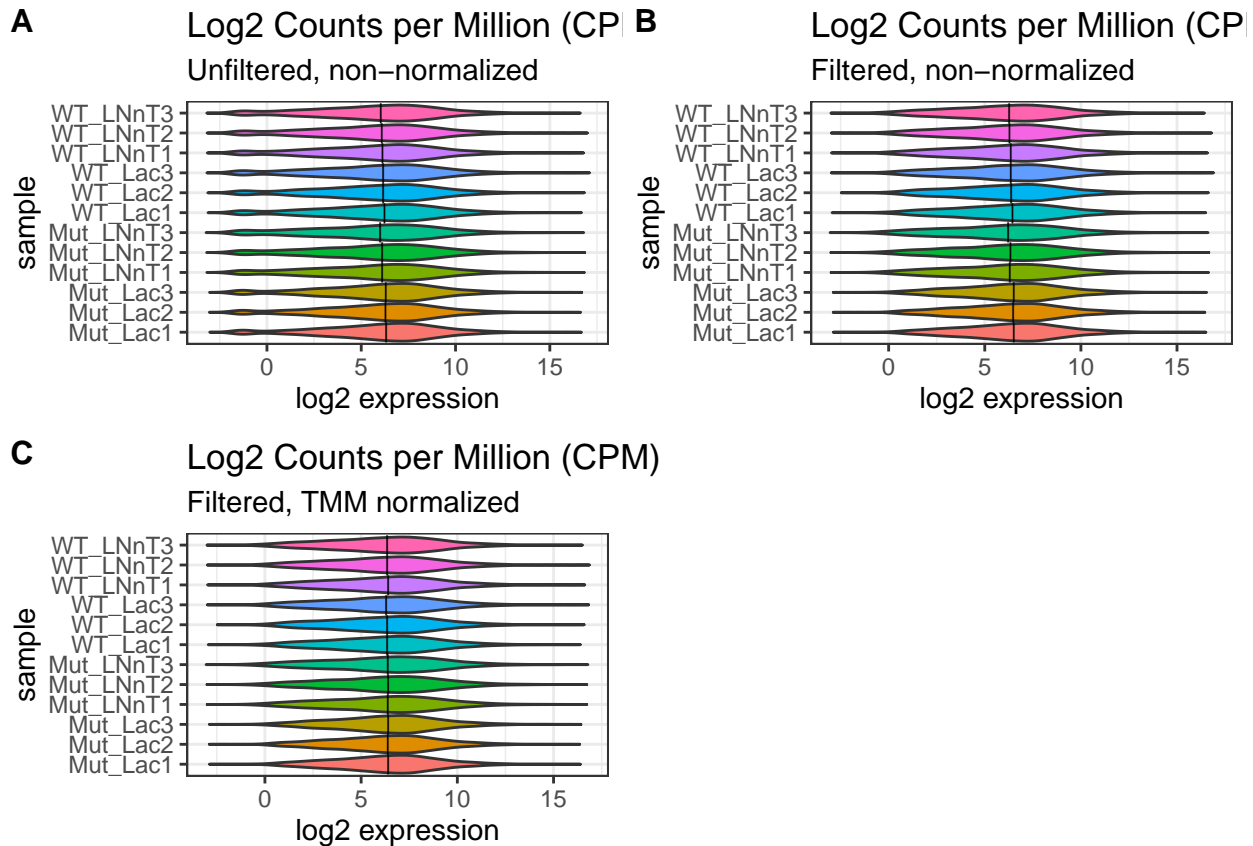 A
Log2 Counts per Million (CP
Unfiltered, non−normalized
sample
WT_LNnT3
WT_LNnT2
WT_LNnT1
WT_Lac3
WT_Lac2
WT_Lac1
Mut_LNnT3
Mut_LNnT2
Mut_LNnT1
Mut_Lac3
Mut_Lac2
Mut_Lac1
0 5 10 15
log2 expression
B
Log2 Counts per Million (CP
Filtered, non−normalized
sample
WT_LNnT3
WT_LNnT2
WT_LNnT1
WT_Lac3
WT_Lac2
WT_Lac1
Mut_LNnT3
Mut_LNnT2
Mut_LNnT1
Mut_Lac3
Mut_Lac2
Mut_Lac1
0 5 10 15
log2 expression
C
Log2 Counts per Million (CPM)
Filtered, TMM normalized
sample
WT_LNnT3
WT_LNnT2
WT_LNnT1
WT_Lac3
WT_Lac2
WT_Lac1
Mut_LNnT3
Mut_LNnT2
Mut_LNnT1
Mut_Lac3
Mut_Lac2
Mut_Lac1
0 5 10 15
log2 expression